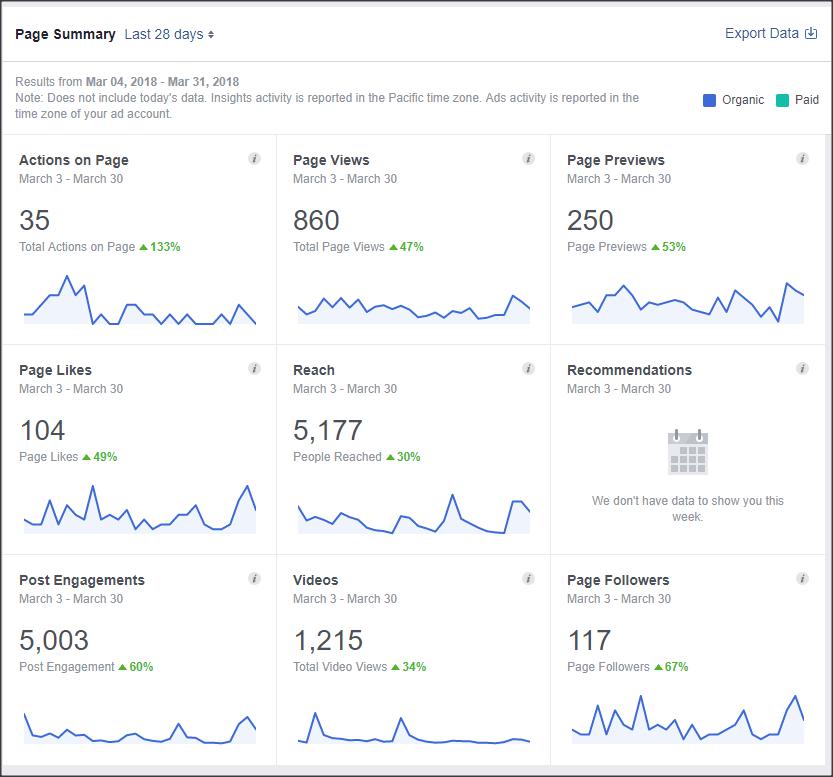 Page Summary Last 28 days
Export Data
Results from Mar 04, 2018 - Mar 31, 2018
Note: Does not include today's data. Insights activity is reported in the Pacific time zone. Ads activity is reported in the
time zone of your ad account.
Organic Paid
Actions on Page
March 3 - March 30
35
Total Actions on Page 133%
Page Views
March 3 - March 30
860
Total Page Views 47%
Page Previews
March 3 - March 30
250
Page Previews 53%
Page Likes
March 3 - March 30
104
Page Likes 49%
Reach
March 3 - March 30
5,177
People Reached 30%
Recommendations
March 3 - March 30
We don't have data to show you this
week.
Post Engagements
March 3 - March 30
5,003
Post Engagement 60%
Videos
March 3 - March 30
1,215
Total Video Views 34%
Page Followers
March 3 - March 30
117
Page Followers 67%